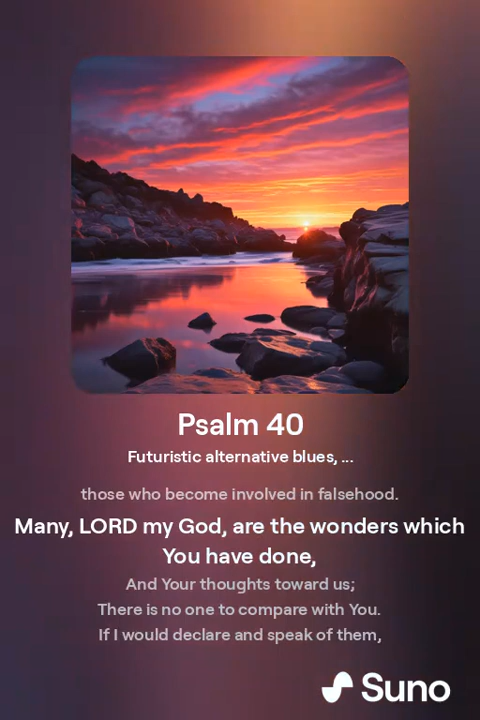 Psalm 40
Futuristic alternative blues, ...
those who become involved in falsehood.
Many, LORD my God, are the wonders which
You have done,
And Your thoughts toward us;
There is no one to compare with You.
If I would declare and speak of them,
Suno